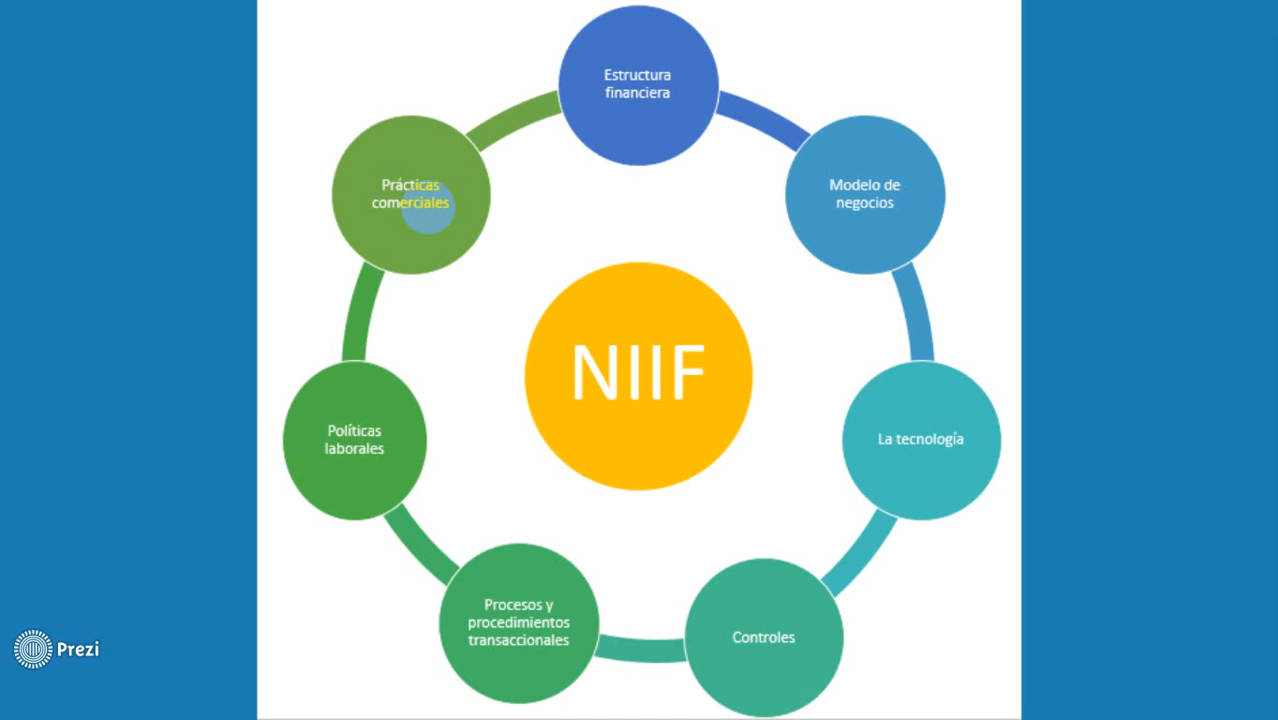 Estructura
financiera
Modelo de
negocios
La tecnología
Controles
Procesos y
procedimientos
transaccionales
Políticas
laborales
Prácticas
comerciales
NIIF
Prezi